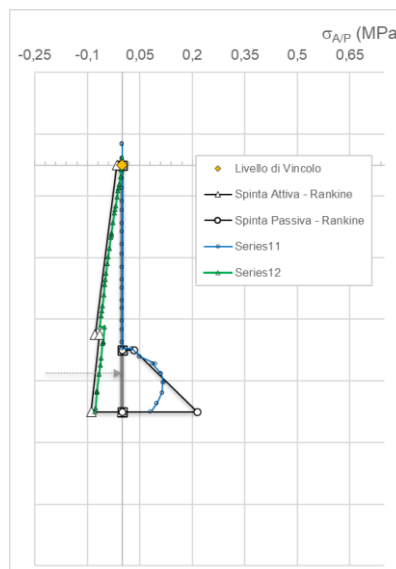 σA/P (MPa
-0,25 -0,1 0,05 0,2 0,35 0,5 0,65
Livello di Vincolo
Spinta Attiva - Rankine
Spinta Passiva - Rankine
Series11
Series12